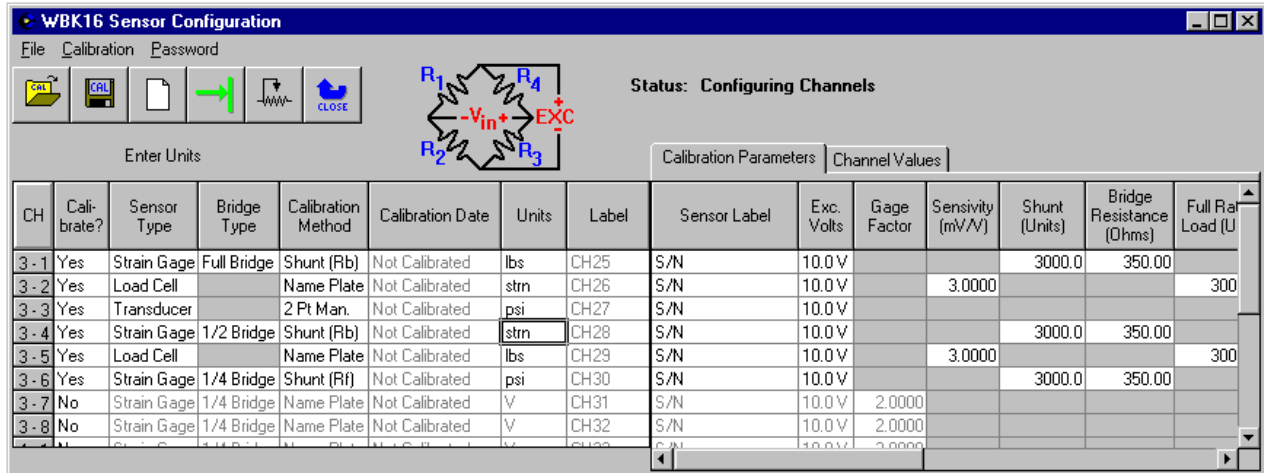 WBK16 Sensor Configuration
File Calibration Password
CAL CAL CLOSE
R1 R4
-Vin+ + EXC -
R2 R3
Status: Configuring Channels
Enter Units
Calibration Parameters Channel Values
CH Cali-brate? Sensor Type Bridge Type Calibration Method Calibration Date Units Label Sensor Label Exc. Volts Gage Factor Sensivity (mV/V) Shunt (Units) Bridge Resistance (Ohms) Full Ra Load (U
3 - 1 Yes Strain Gage Full Bridge Shunt (Rb) Not Calibrated lbs CH25 S/N 10.0 V 3000.0 350.00
3 - 2 Yes Load Cell Name Plate Not Calibrated strn CH26 S/N 10.0 V 3.0000 300
3 - 3 Yes Transducer 2 Pt Man. Not Calibrated psi CH27 S/N 10.0 V
3 - 4 Yes Strain Gage 1/2 Bridge Shunt (Rb) Not Calibrated strn CH28 S/N 10.0 V 3000.0 350.00
3 - 5 Yes Load Cell Name Plate Not Calibrated lbs CH29 S/N 10.0 V 3.0000 300
3 - 6 Yes Strain Gage 1/4 Bridge Shunt (Rf) Not Calibrated psi CH30 S/N 10.0 V 3000.0 350.00
3 - 7 No Strain Gage 1/4 Bridge Name Plate Not Calibrated V CH31 S/N 10.0 V 2.0000
3 - 8 No Strain Gage 1/4 Bridge Name Plate Not Calibrated V CH32 S/N 10.0 V 2.0000